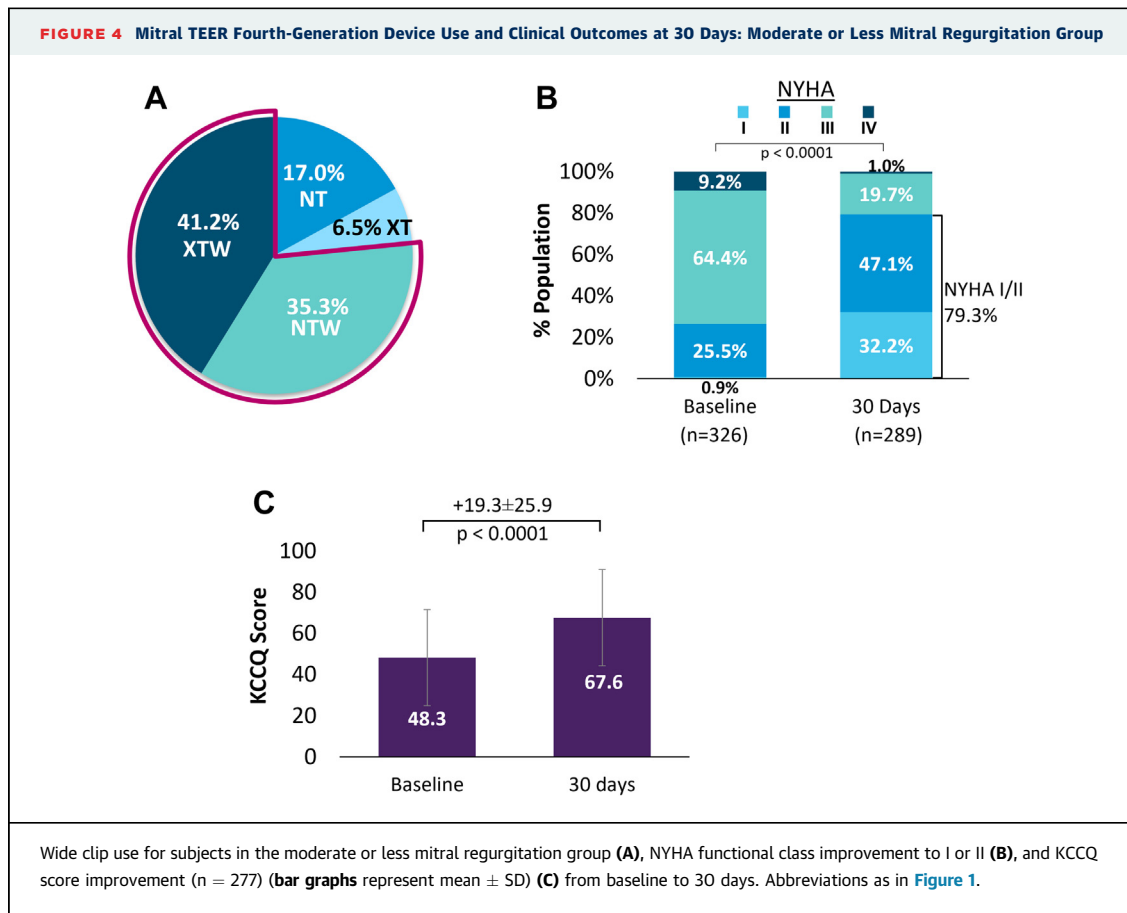 FIGURE 4 Mitral TEER Fourth-Generation Device Use and Clinical Outcomes at 30 Days: Moderate or Less Mitral Regurgitation Group
A
17.0%
NT
6.5% XT
41.2%
XTW
35.3%
NTW
B
NYHA
I II III IV
p < 0.0001
% Population
100%
80%
60%
40%
20%
0%
9.2%
64.4%
25.5%
0.9%
1.0%
19.7%
47.1%
32.2%
NYHA I/II
79.3%
Baseline
(n=326)
30 Days
(n=289)
C
+19.3±25.9
p < 0.0001
KCCQ Score
100
80
60
40
20
0
48.3
67.6
Baseline
30 days
Wide clip use for subjects in the moderate or less mitral regurgitation group (A), NYHA functional class improvement to I or II (B), and KCCQ
score improvement (n = 277) (bar graphs represent mean ± SD) (C) from baseline to 30 days. Abbreviations as in Figure 1.